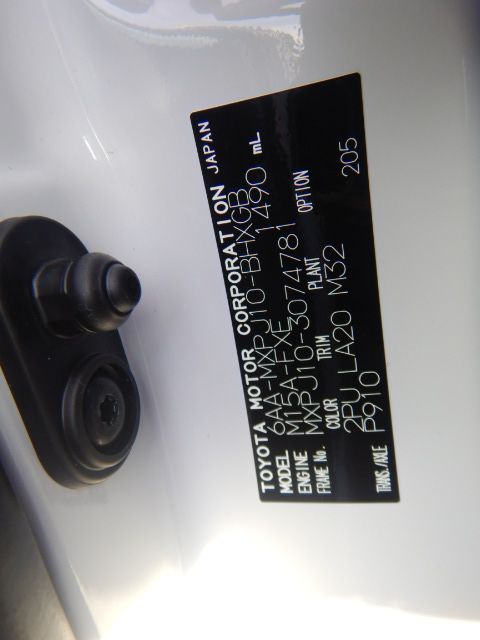 TOYOTA MOTOR CORPORATION JAPAN
MODEL 6AA-MXPJ10-BHXGB
ENGINE M15A-FXE 1490 mL
FRAME No. MXPJ10-3074781
COLOR TRIM PLANT OPTION
2PU LA20 M32 205
TRANS./AXLE P910